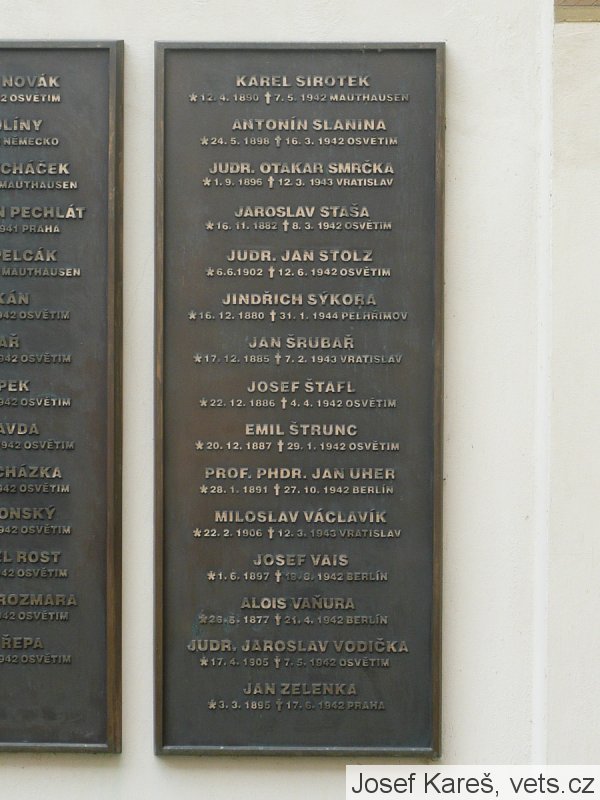 NOVÁK
OSVĚTIM
LÍNY
NĚMECKO
CHÁČEK
MAUTHAUSEN
PECHLÁT
1941 PRAHA
PELCÁK
MAUTHAUSEN
KÁN
1942 OSVĚTIM
AŘ
1942 OSVĚTIM
PEK
1942 OSVĚTIM
AVDA
1942 OSVĚTIM
CHÁZKA
1942 OSVĚTIM
ONSKÝ
1942 OSVĚTIM
EL ROST
1942 OSVĚTIM
ROZMARA
1942 OSVĚTIM
ŘEPA
1942 OSVĚTIM
KAREL SIROTEK
* 12. 4. 1890 † 7. 5. 1942 MAUTHAUSEN
ANTONÍN SLANINA
* 24. 5. 1898 † 16. 3. 1942 OSVĚTIM
JUDR. OTAKAR SMRČKA
* 1. 9. 1896 † 12. 3. 1943 VRATISLAV
JAROSLAV STAŠA
* 16. 11. 1882 † 8. 3. 1942 OSVĚTIM
JUDR. JAN STOLZ
* 6.6.1902 † 12. 6. 1942 OSVĚTIM
JINDŘICH SÝKORA
* 16. 12. 1880 † 31. 1. 1944 PELHŘIMOV
JAN ŠRUBAŘ
* 17. 12. 1885 † 7. 2. 1943 VRATISLAV
JOSEF ŠTAFL
* 22. 12. 1886 † 4. 4. 1942 OSVĚTIM
EMIL ŠTRUNC
* 20. 12. 1887 † 29. 1. 1942 OSVĚTIM
PROF. PHDR. JAN UHER
* 28. 1. 1891 † 27. 10. 1942 BERLÍN
MILOSLAV VÁCLAVÍK
* 22. 2. 1906 † 12. 3. 1943 VRATISLAV
JOSEF VAIS
* 1. 6. 1897 † 1942 BERLÍN
ALOIS VAŇURA
* 1877 † 21. 4. 1942 BERLÍN
JUDR. JAROSLAV VODIČKA
* 17. 4. 1905 † 7. 5. 1942 OSVĚTIM
JAN ZELENKA
* 3. 3. 1895 † 17. 6. 1942 PRAHA
Josef Kareš, vets.cz